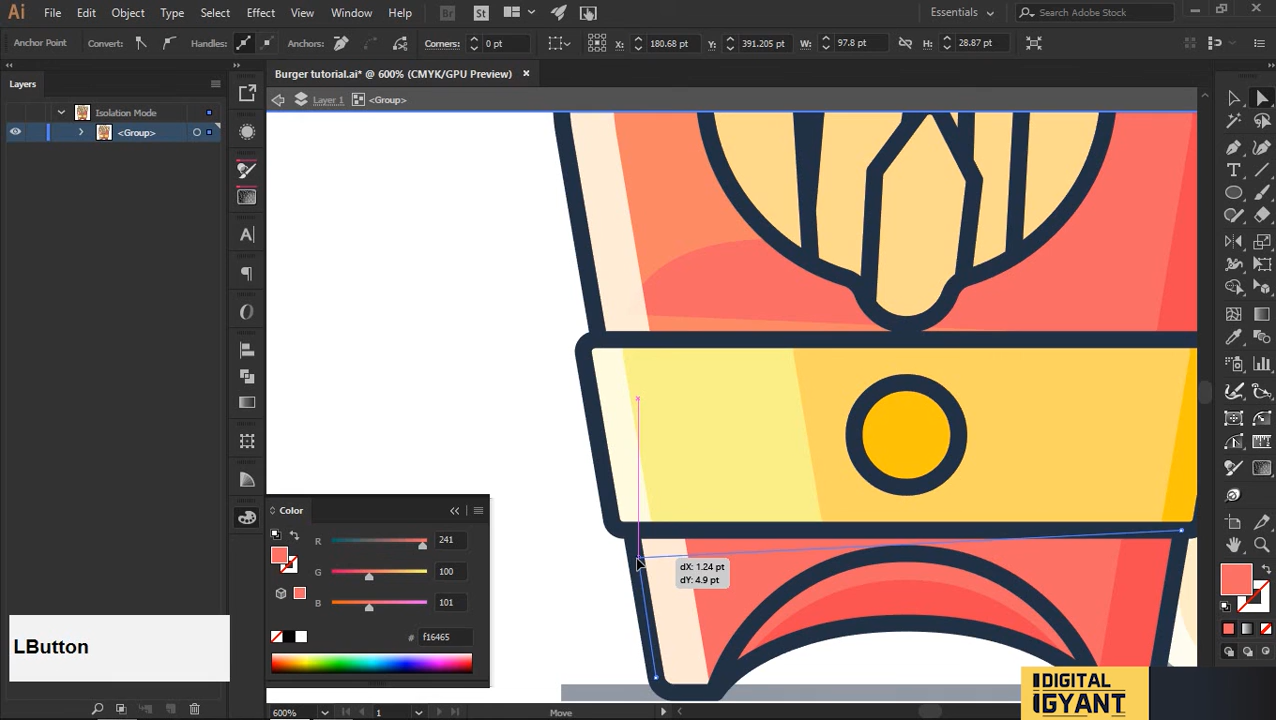 Ai File Edit Object Type Select Effect View Window Help Br St Essentials Search Adobe Stock
Anchor Point Convert: Handles: Anchors: Corners: 0 pt X: 180.68 pt Y: 391.205 pt W: 97.8 pt H: 28.87 pt
Layers
Burger tutorial.ai* @ 600% (CMYK/GPU Preview)
Layer 1 <Group>
Isolation Mode
<Group>
dX: 1.24 pt
dY: 4.9 pt
Color
R 241
G 100
B 101
# f16465
LButton
600% 1 Move
DIGITAL
GYANT